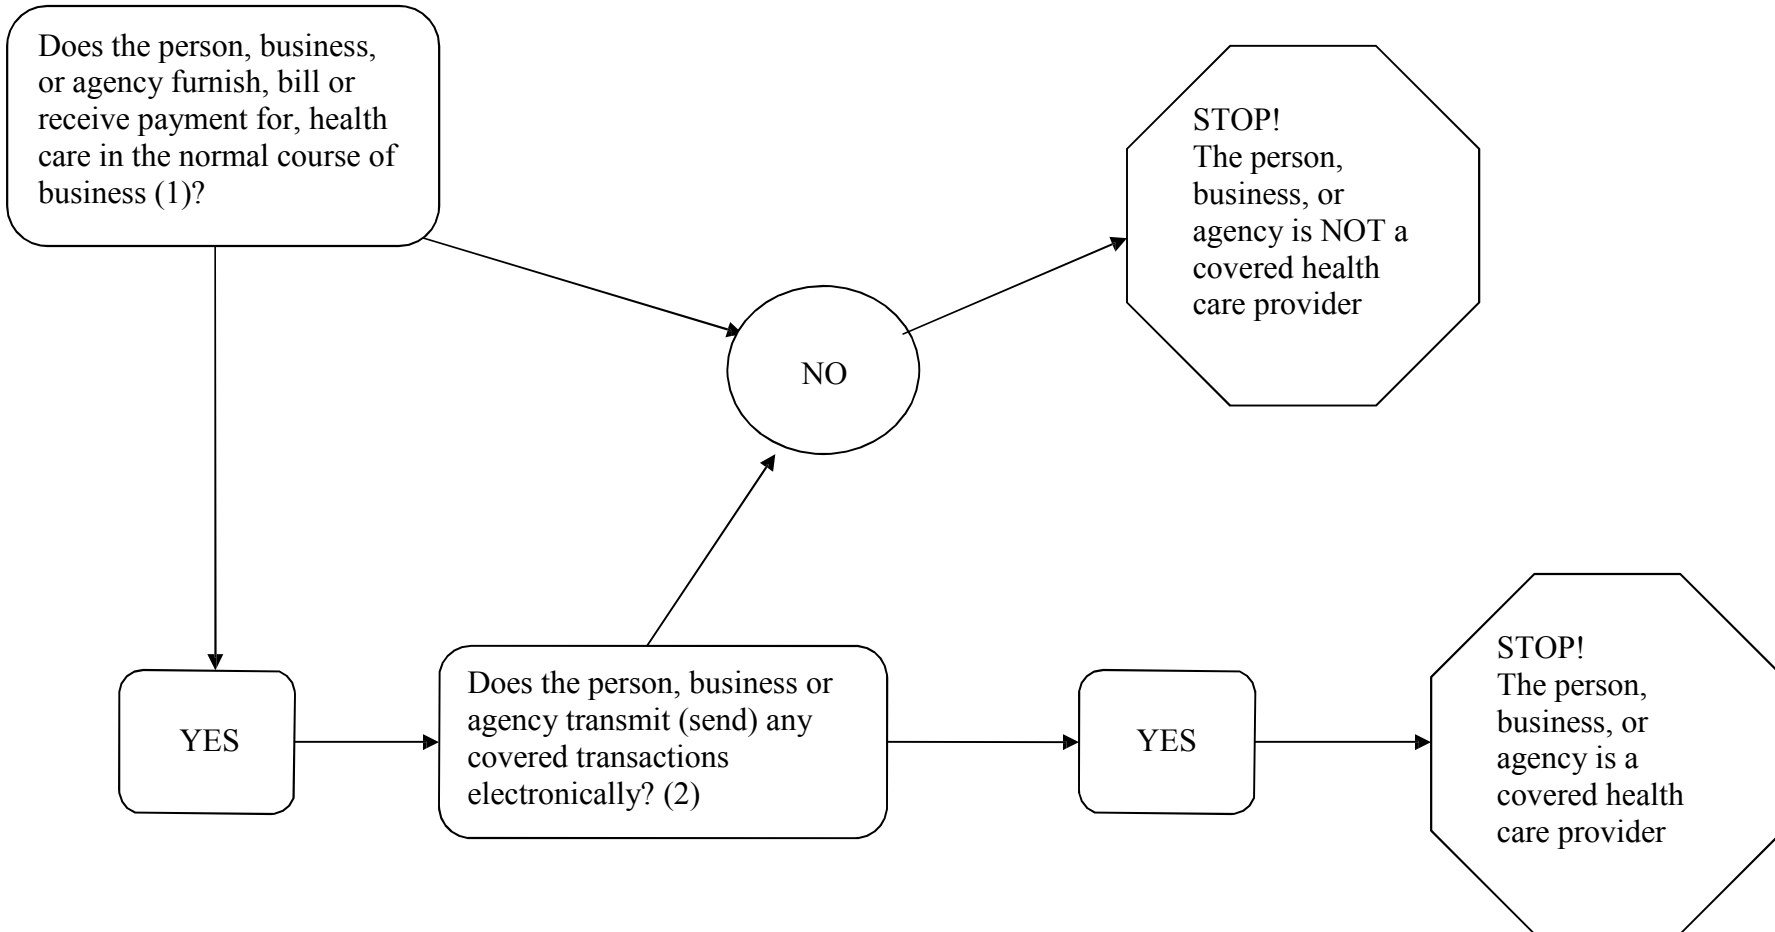 Does the person, business,
or agency furnish, bill or
receive payment for, health
care in the normal course of
business (1)?
STOP!
The person,
business, or
agency is NOT a
covered health
care provider
NO
YES
Does the person, business or
agency transmit (send) any
covered transactions
electronically? (2)
YES
STOP!
The person,
business, or
agency is a
covered health
care provider